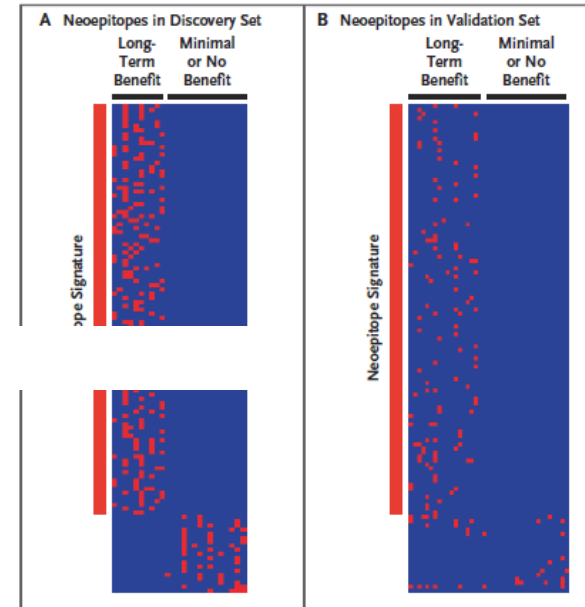 A Neoepitopes in Discovery Set
Long-
Term
Benefit
Minimal
or No
Benefit
ope Signature
B Neoepitopes in Validation Set
Long-
Term
Benefit
Minimal
or No
Benefit
Neoepitope Signature